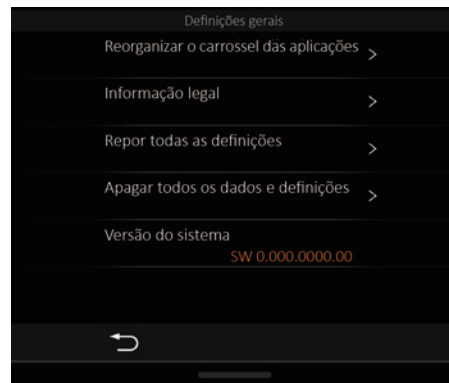 Definições gerais
Reorganizar o carrossel das aplicações >
Informação legal >
Repor todas as definições >
Apagar todos os dados e definições >
Versão do sistema
SW 0.000.0000.00